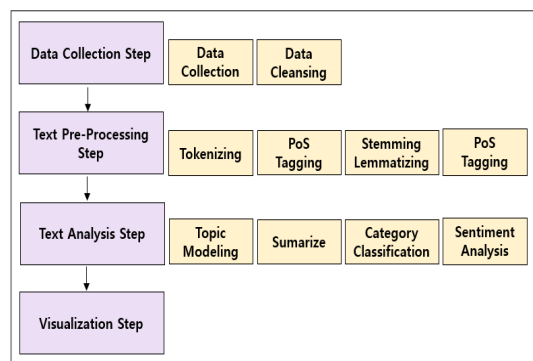 Data Collection Step
Data
Collection
Data
Cleansing
Text Pre-Processing
Step
Tokenizing
PoS
Tagging
Stemming
Lemmatizing
PoS
Tagging
Text Analysis Step
Topic
Modeling
Sumarize
Category
Classification
Sentiment
Analysis
Visualization Step